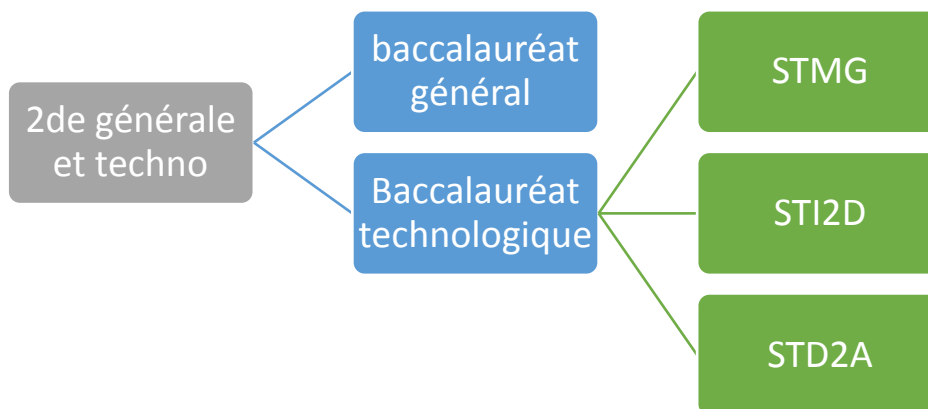 2de générale
et techno
baccalauréat
général
Baccalauréat
technologique
STMG
STI2D
STD2A